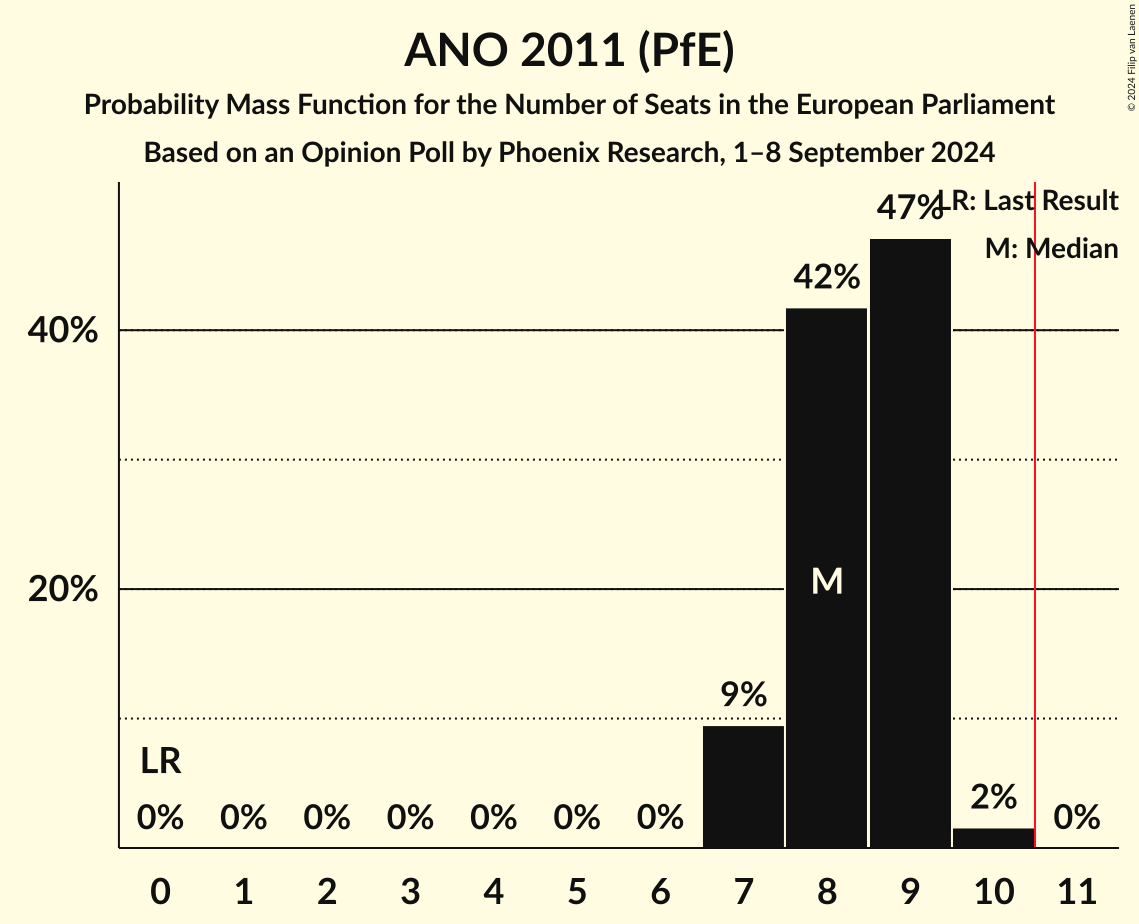 ANO 2011 (PfE)
Probability Mass Function for the Number of Seats in the European Parliament
Based on an Opinion Poll by Phoenix Research, 1–8 September 2024
© 2024 Filip van Laenen
LR: Last Result
M: Median
47%
42%
40%
20%
M
9%
LR
0% 0% 0% 0% 0% 0% 0% 2% 0%
0 1 2 3 4 5 6 7 8 9 10 11